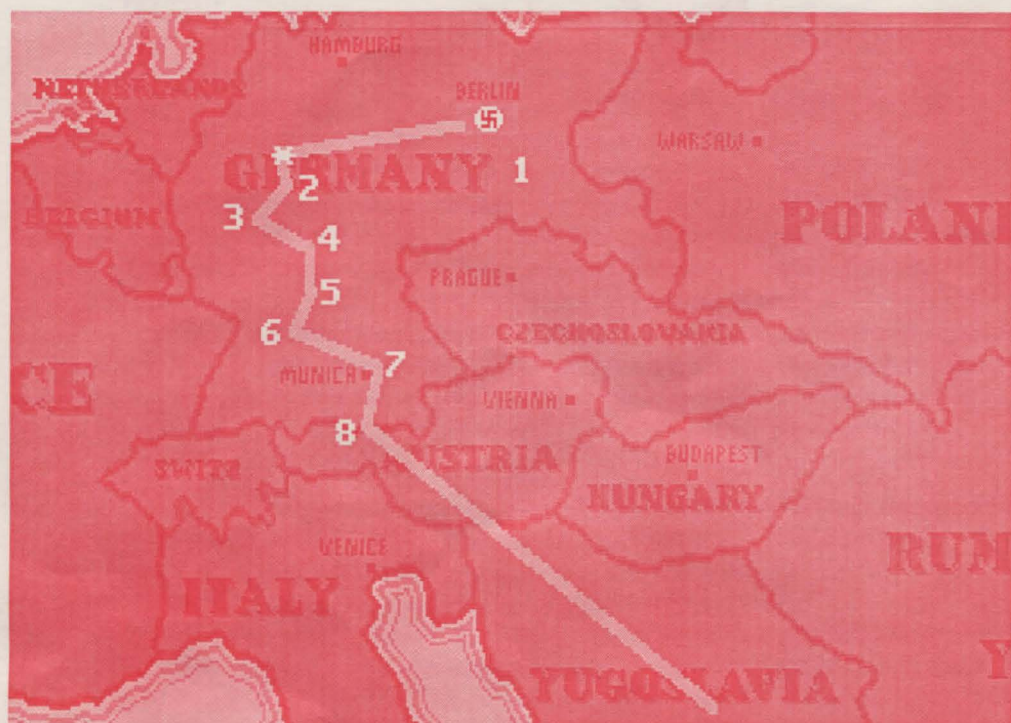 HAMBURG
NETHERLANDS
BERLIN
WARSAW
GERMANY
1
2
BELGIUM
3
POLAN
4
PRAGUE
5
6
CZECHOSLOVAKIA
7
MUNICH
CE
VIENNA
8
AUSTRIA
BUDAPEST
SWITZ
HUNGARY
VENICE
RUM
ITALY
Y
YUGOSLAVIA